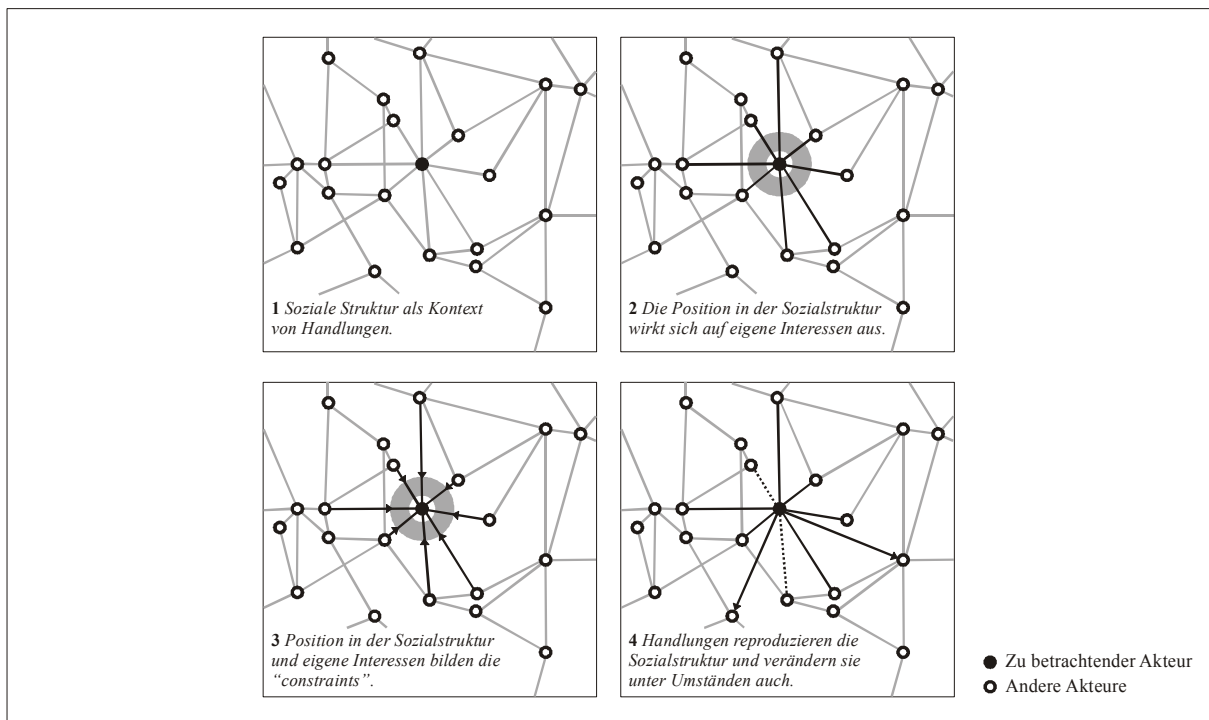 1 Soziale Struktur als Kontext
von Handlungen.
2 Die Position in der Sozialstruktur
wirkt sich auf eigene Interessen aus.
3 Position in der Sozialstruktur
und eigene Interessen bilden die
“constraints”.
4 Handlungen reproduzieren die
Sozialstruktur und verändern sie
unter Umständen auch.
Zu betrachtender Akteur
Andere Akteure